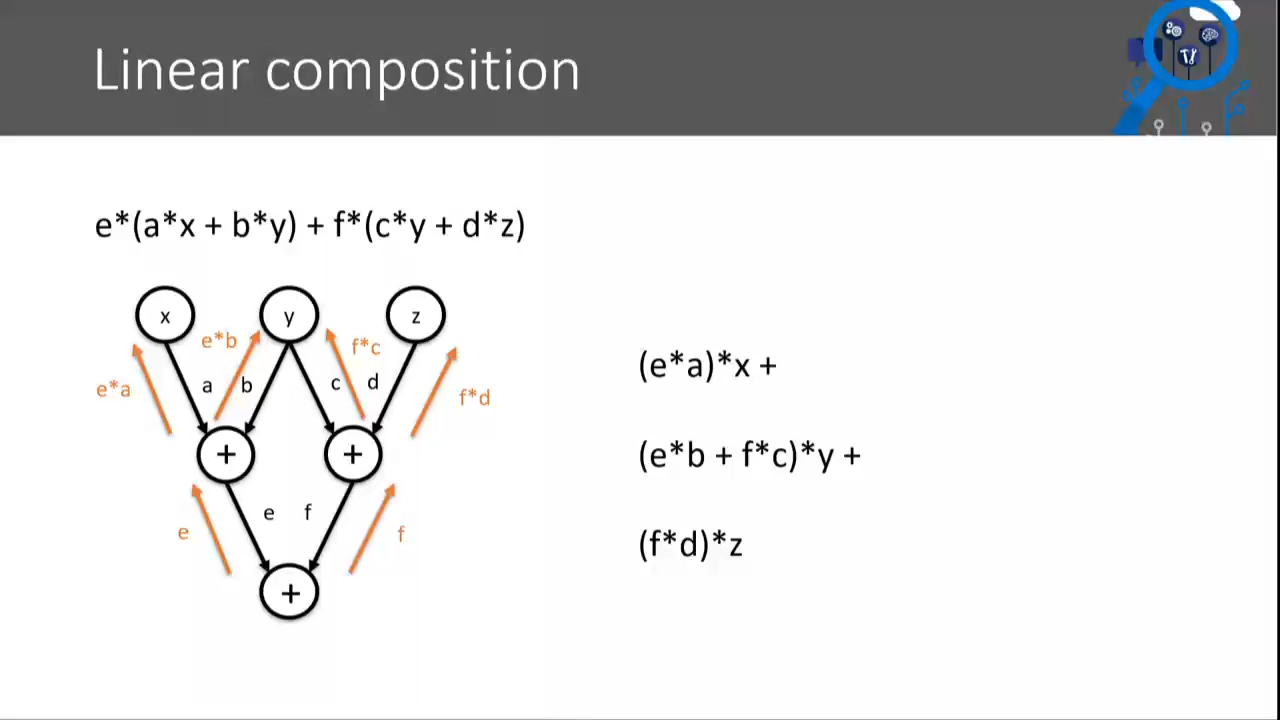 Linear composition
e*(a*x + b*y) + f*(c*y + d*z)
x
y
z
e*b
f*c
e*a
a
b
c
d
f*d
+
+
e
e
f
f
+
(e*a)*x +
(e*b + f*c)*y +
(f*d)*z